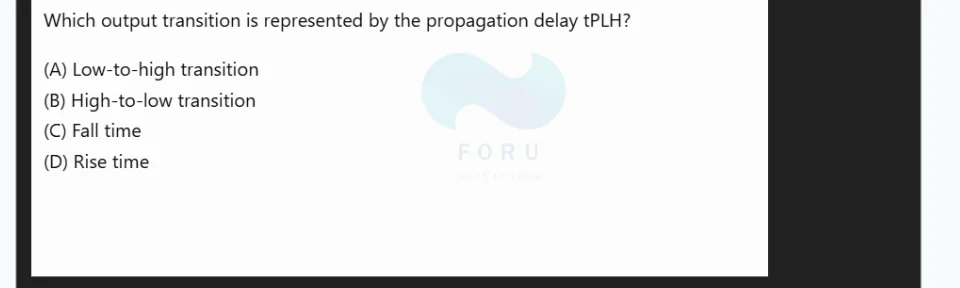 Which output transition is represented by the propagation delay tPLH?
(A) Low-to-high transition
(B) High-to-low transition
(C) Fall time
(D) Rise time
FORU